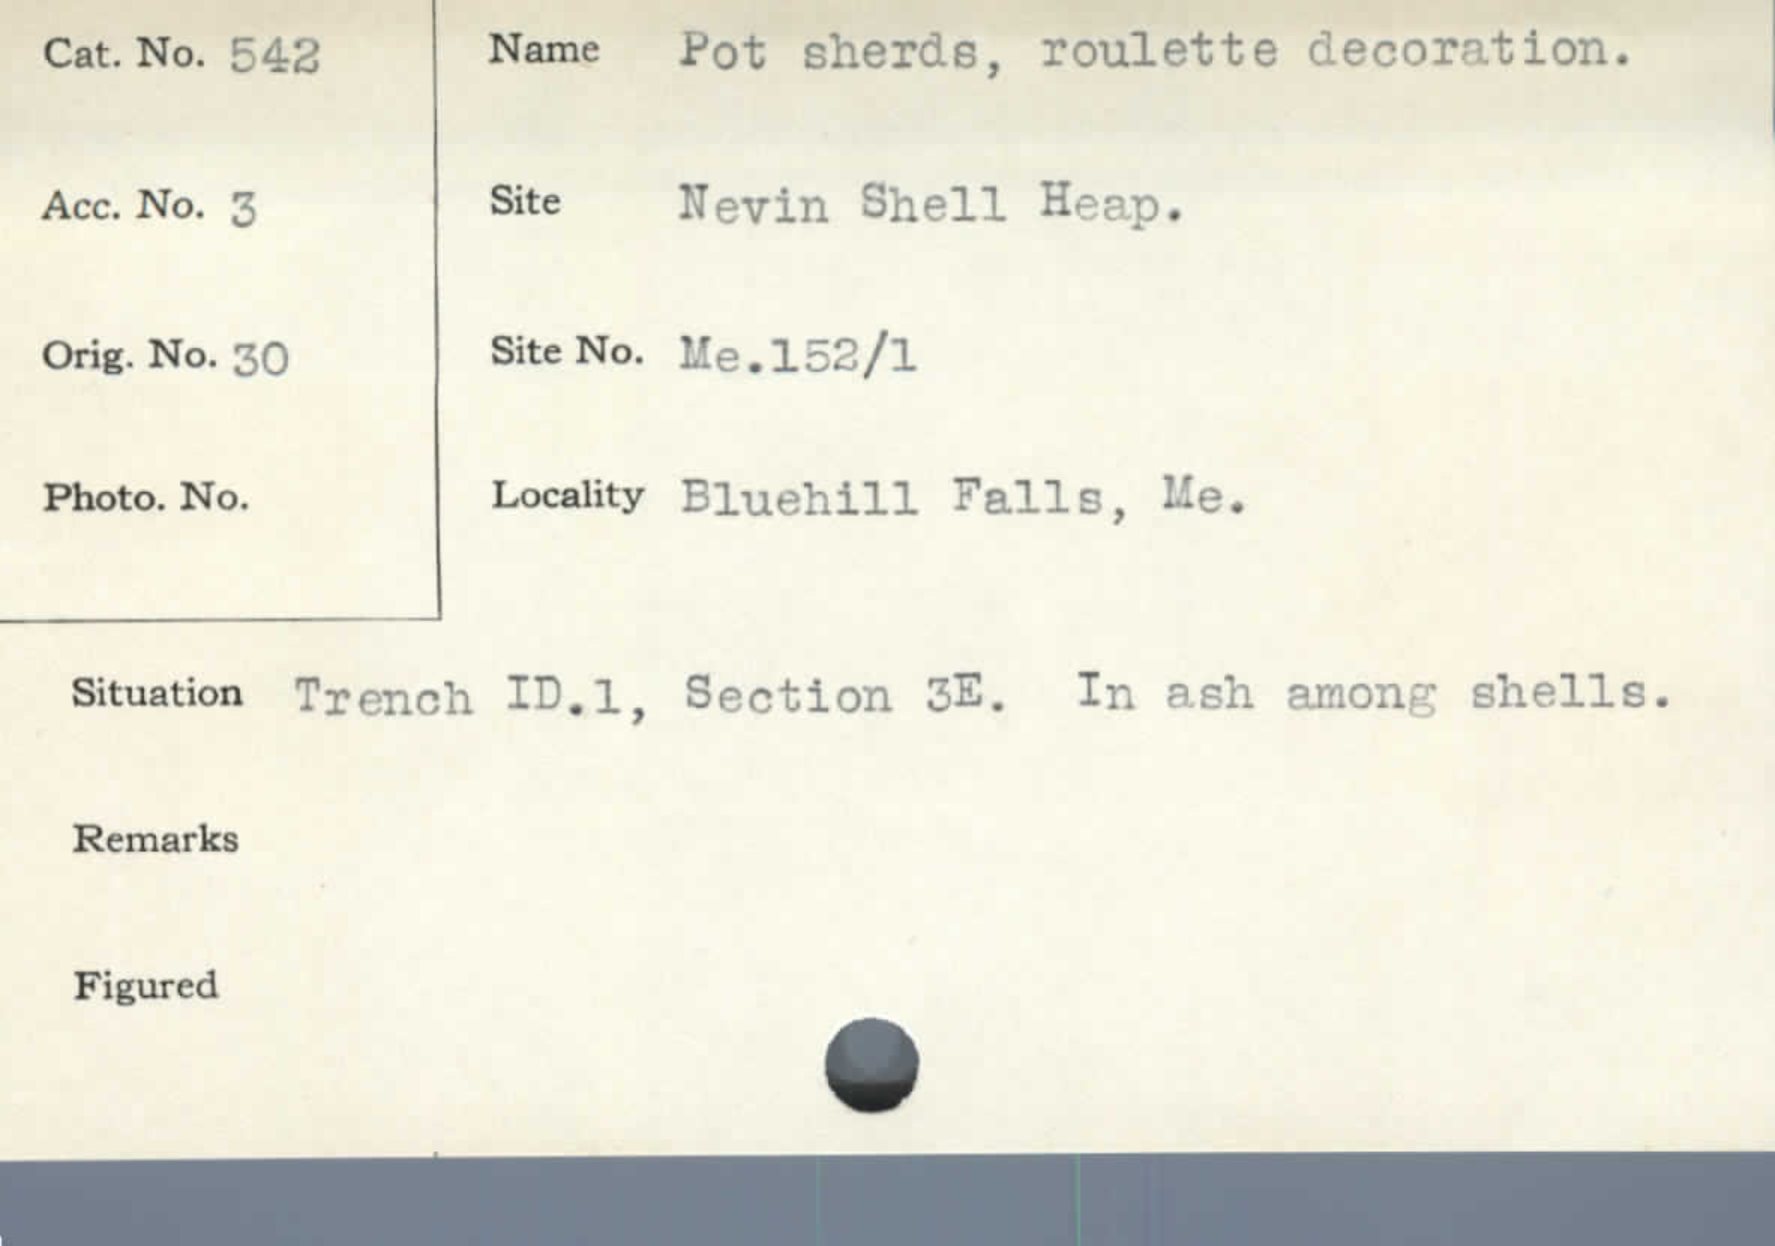 Cat. No. 542
Name Pot sherds, roulette decoration.
Acc. No. 3
Site Nevin Shell Heap.
Orig. No. 30
Site No. Me.152/1
Photo. No.
Locality Bluehill Falls, Me.
Situation Trench ID.1, Section 3E. In ash among shells.
Remarks
Figured